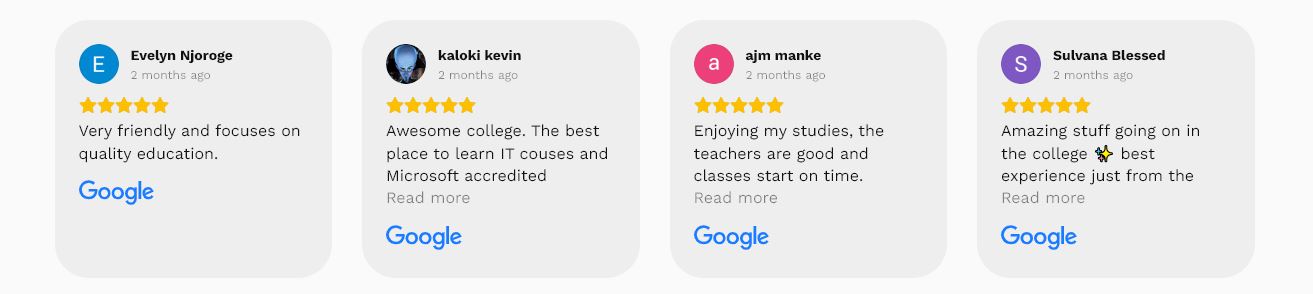 E
Evelyn Njoroge
2 months ago
Very friendly and focuses on
quality education.
Google
kaloki kevin
2 months ago
Awesome college. The best
place to learn IT couses and
Microsoft accredited
Read more
Google
a
ajm manke
2 months ago
Enjoying my studies, the
teachers are good and
classes start on time.
Read more
Google
S
Sulvana Blessed
2 months ago
Amazing stuff going on in
the college ✨ best
experience just from the
Read more
Google